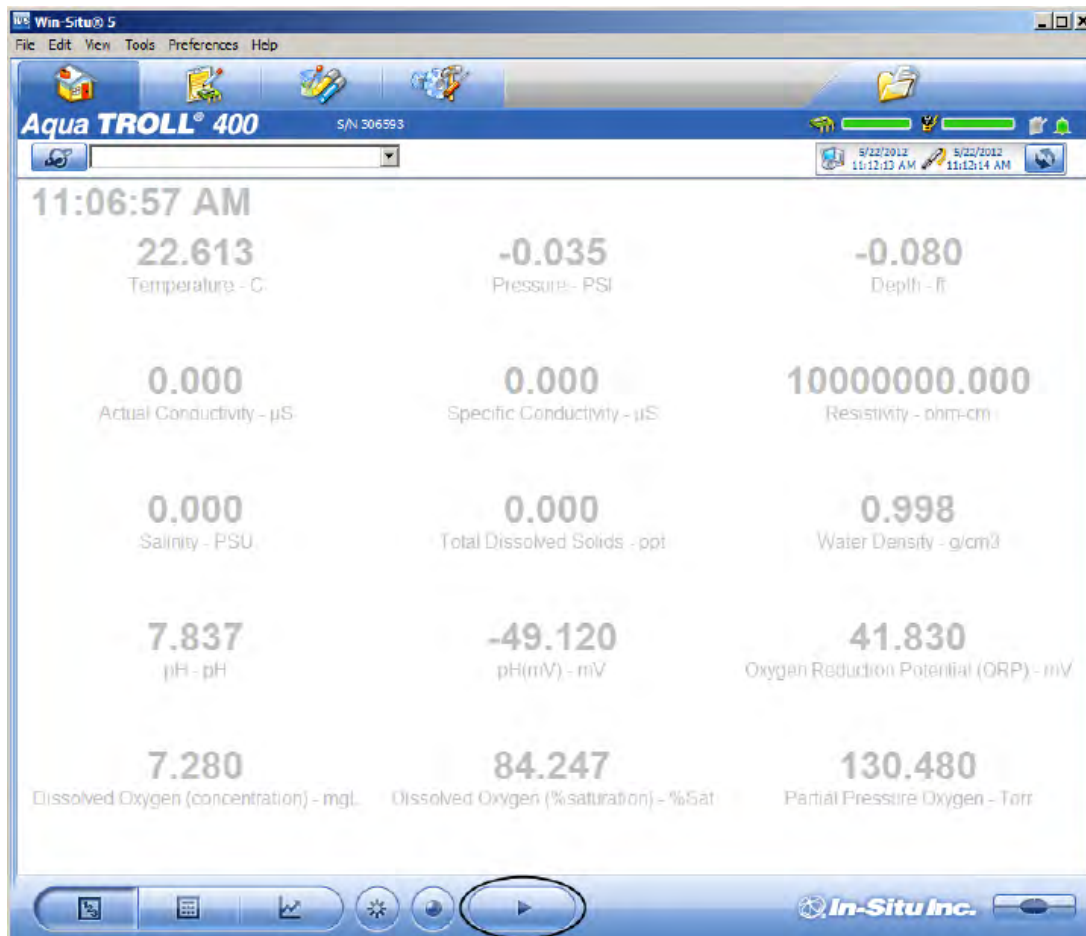 Win-Situ® 5
File Edit View Tools Preferences Help
Aqua TROLL® 400 S/N 306593
5/22/2012 5/22/2012
11:12:13 AM 11:12:14 AM
11:06:57 AM
22.613 -0.035 -0.080
Temperature - C Pressure - PSI Depth - ft
0.000 0.000 10000000.000
Actual Conductivity - µS Specific Conductivity - µS Resistivity - ohm-cm
0.000 0.000 0.998
Salinity - PSU Total Dissolved Solids - ppt Water Density - g/cm3
7.837 -49.120 41.830
pH - pH pH(mV) - mV Oxygen Reduction Potential (ORP) - mV
7.280 84.247 130.480
Dissolved Oxygen (concentration) - mgL Dissolved Oxygen (%saturation) - %Sat Partial Pressure Oxygen - Torr
In-Situ Inc.